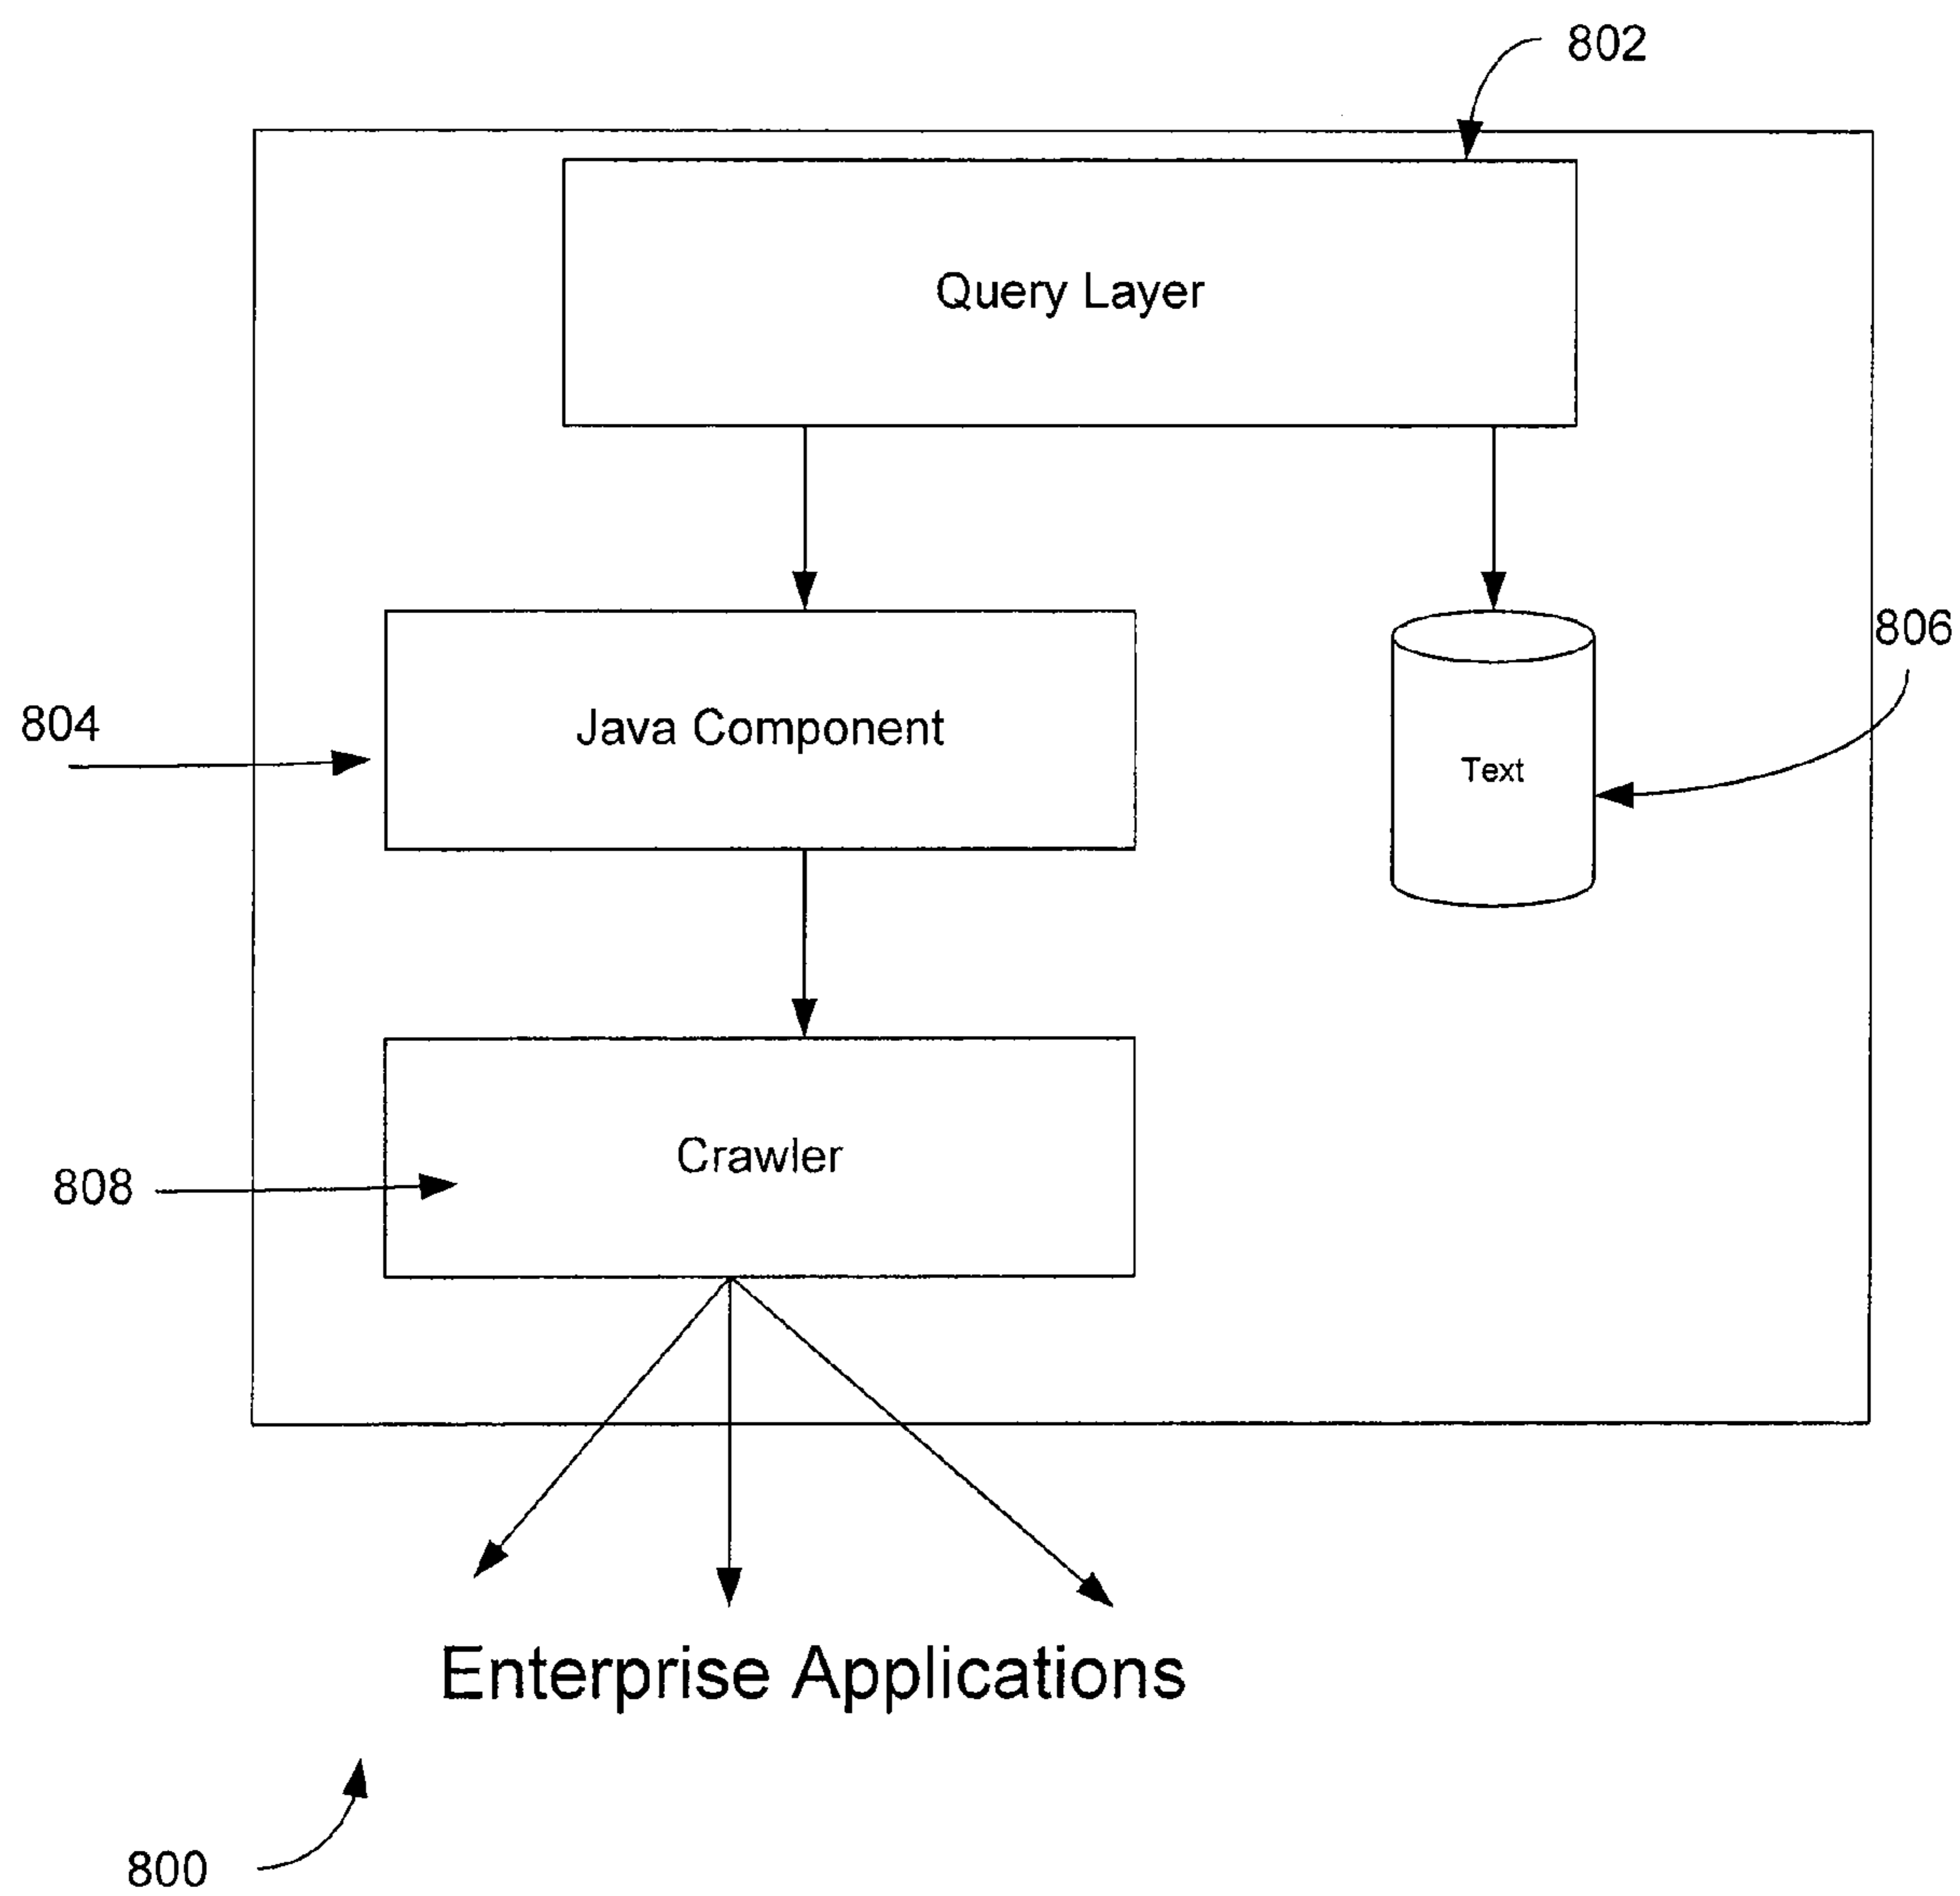 802
Query Layer
806
804
Java Component
Text
808
Crawler
Enterprise Applications
800